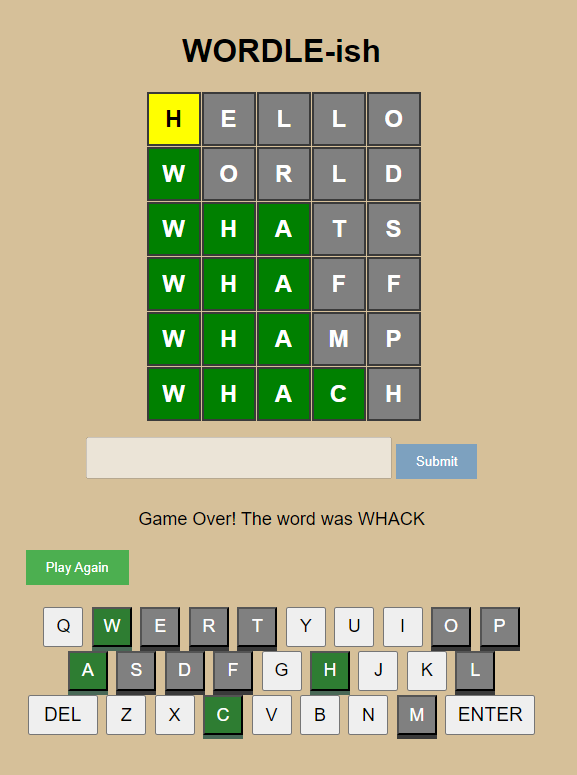 WORDLE-ish
H E L L O
W O R L D
W H A T S
W H A F F
W H A M P
W H A C H
Submit
Game Over! The word was WHACK
Play Again
Q W E R T Y U I O P
A S D F G H J K L
DEL Z X C V B N M ENTER